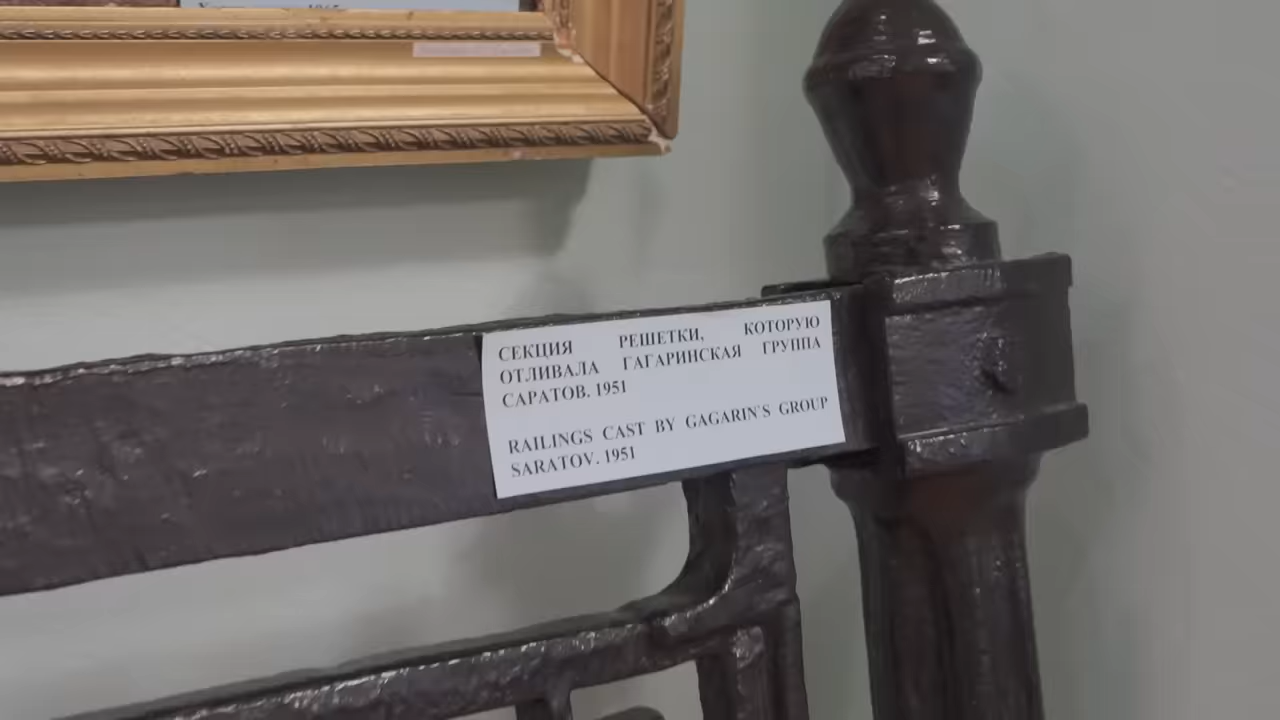 СЕКЦИЯ РЕШЕТКИ, КОТОРУЮ
ОТЛИВАЛА ГАГАРИНСКАЯ ГРУППА
САРАТОВ. 1951
RAILINGS CAST BY GAGARIN`S GROUP
SARATOV. 1951